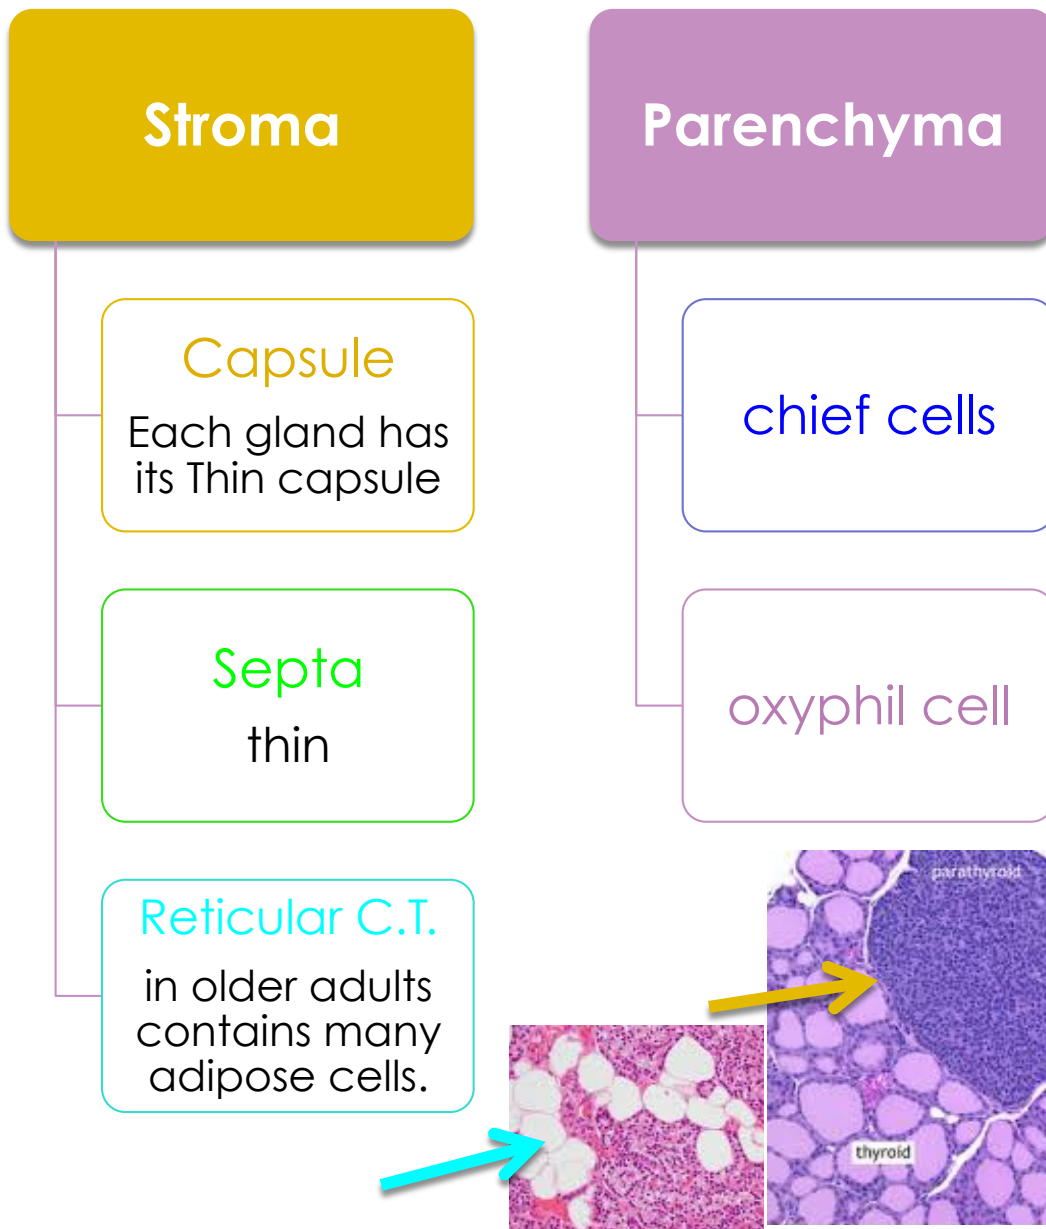 Stroma
Capsule
Each gland has
its Thin capsule
Septa
thin
Reticular C.T.
in older adults
contains many
adipose cells.
Parenchyma
chief cells
oxyphil cell
parathyroid
thyroid